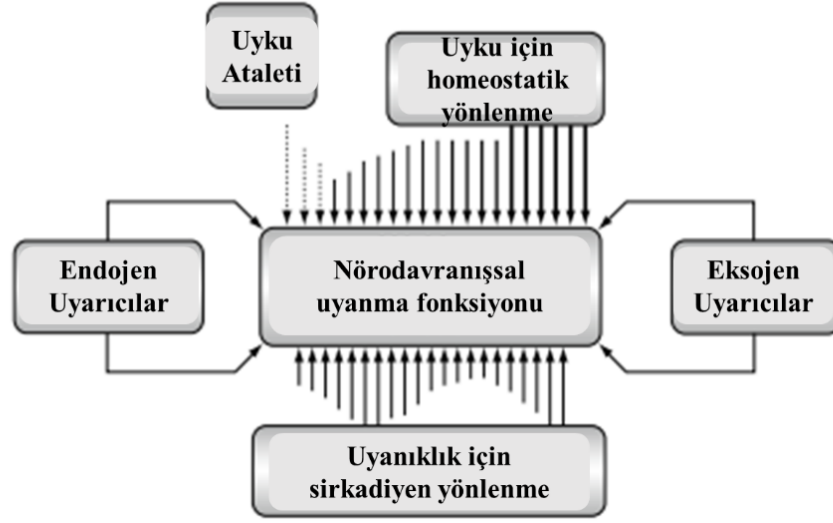 Uyku
Ataleti
Uyku için
homeostatik
yönlenme
Endojen
Uyarıcılar
Nörodavranışsal
uyanma fonksiyonu
Eksojen
Uyarıcılar
Uyanıklık için
sirkadiyen yönlenme